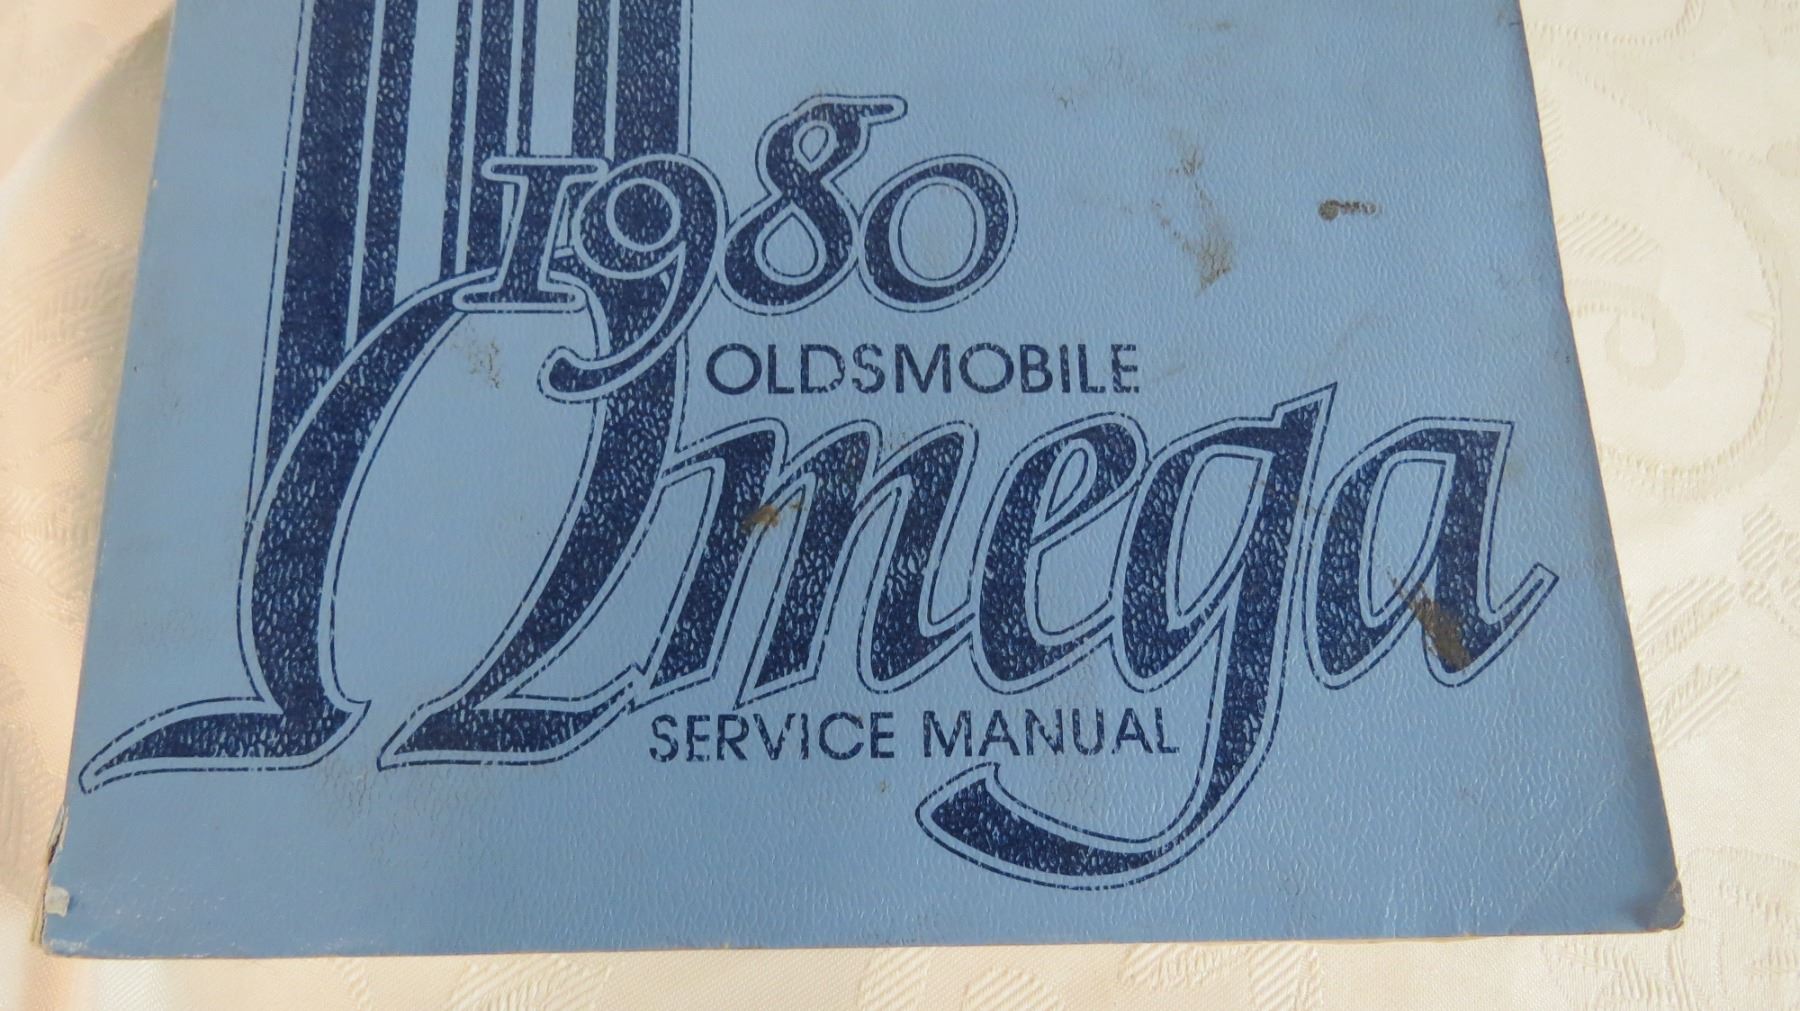 1980
OLDSMOBILE
Omega
SERVICE MANUAL